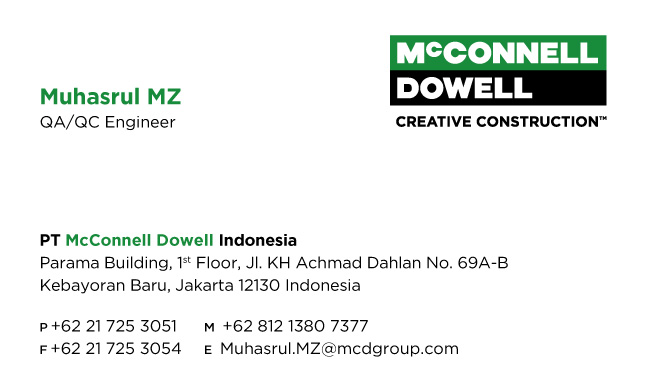 McCONNELL
DOWELL
CREATIVE CONSTRUCTION™
Muhasrul MZ
QA/QC Engineer
PT McConnell Dowell Indonesia
Parama Building, 1st Floor, Jl. KH Achmad Dahlan No. 69A-B
Kebayoran Baru, Jakarta 12130 Indonesia
P +62 21 725 3051 M +62 812 1380 7377
F +62 21 725 3054 E Muhasrul.MZ@mcdgroup.com